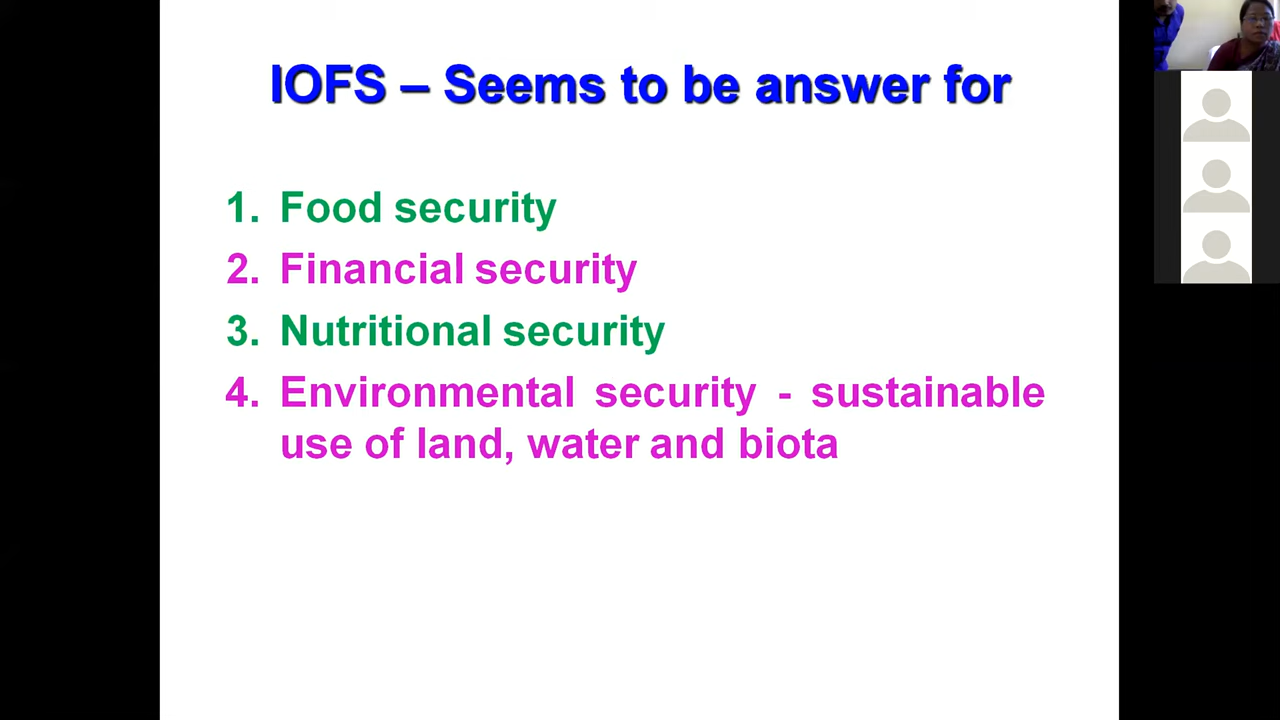 IOFS – Seems to be answer for
1. Food security
2. Financial security
3. Nutritional security
4. Environmental security - sustainable
use of land, water and biota